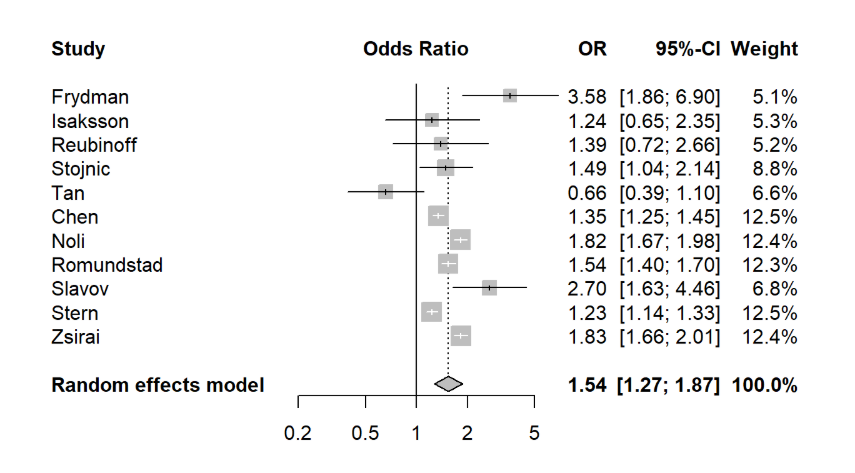 Study Odds Ratio OR 95%-CI Weight
Frydman 3.58 [1.86; 6.90] 5.1%
Isaksson 1.24 [0.65; 2.35] 5.3%
Reubinoff 1.39 [0.72; 2.66] 5.2%
Stojnic 1.49 [1.04; 2.14] 8.8%
Tan 0.66 [0.39; 1.10] 6.6%
Chen 1.35 [1.25; 1.45] 12.5%
Noli 1.82 [1.67; 1.98] 12.4%
Romundstad 1.54 [1.40; 1.70] 12.3%
Slavov 2.70 [1.63; 4.46] 6.8%
Stern 1.23 [1.14; 1.33] 12.5%
Zsirai 1.83 [1.66; 2.01] 12.4%
Random effects model 1.54 [1.27; 1.87] 100.0%
0.2 0.5 1 2 5